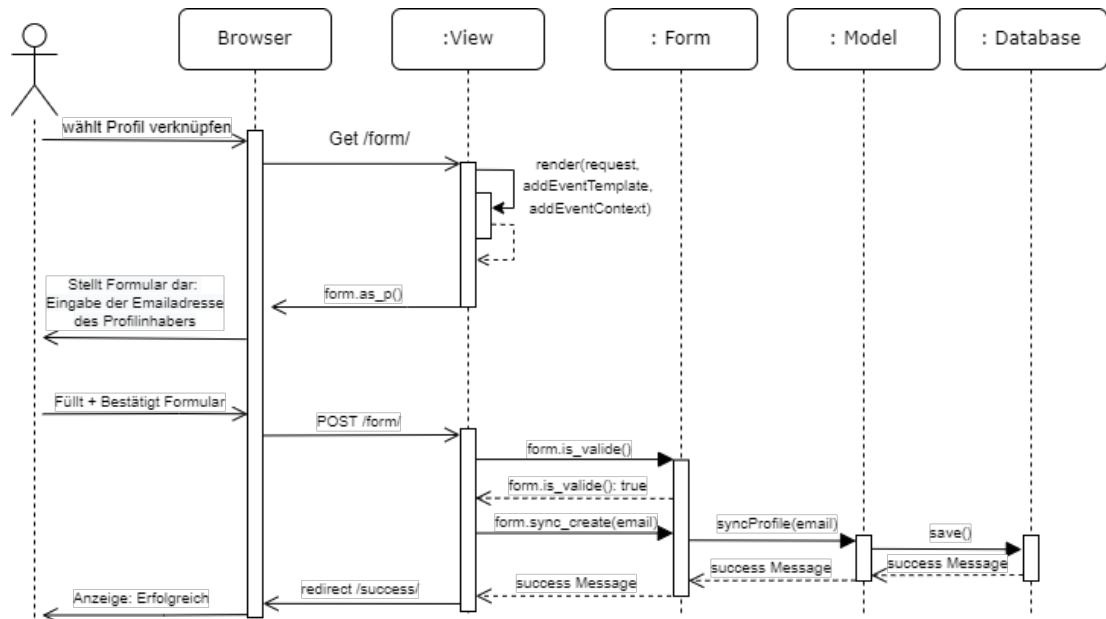 Browser
:View
: Form
: Model
: Database
wählt Profil verknüpfen
Get /form/
render(request,
addEventTemplate,
addEventContext)
Stellt Formular dar:
Eingabe der Emailadresse
des Profilinhabers
form.as_p()
Füllt + Bestätigt Formular
POST /form/
form.is_valide()
form.is_valide(): true
form.sync_create(email)
syncProfile(email)
save()
success Message
success Message
success Message
redirect /success/
Anzeige: Erfolgreich